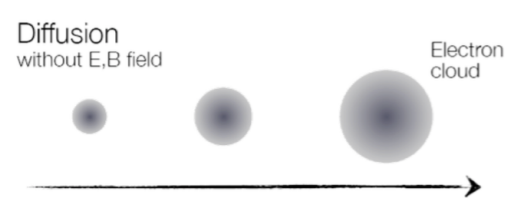 Diffusion
without E,B field
Electron
cloud